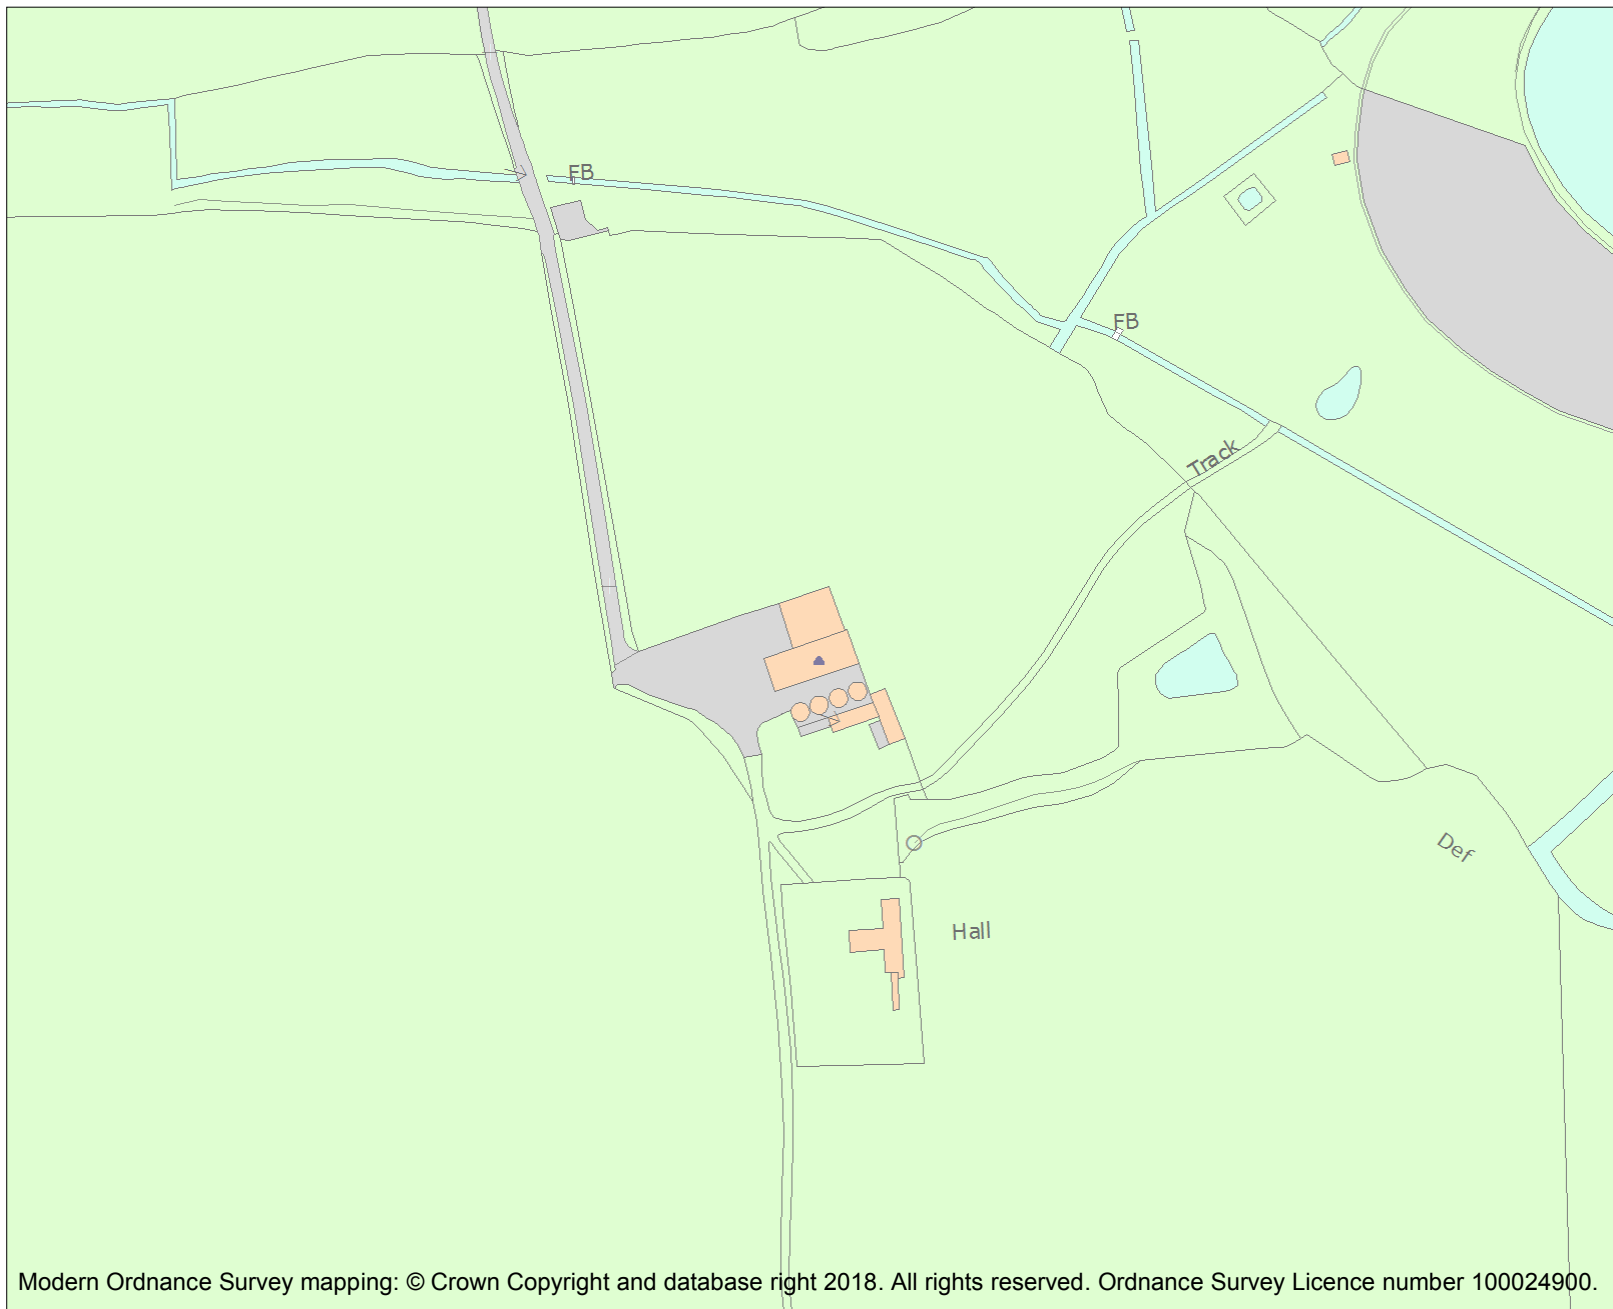 FB
FB
Track
Def
Hall
Modern Ordnance Survey mapping: © Crown Copyright and database right 2018. All rights reserved. Ordnance Survey Licence number 100024900.